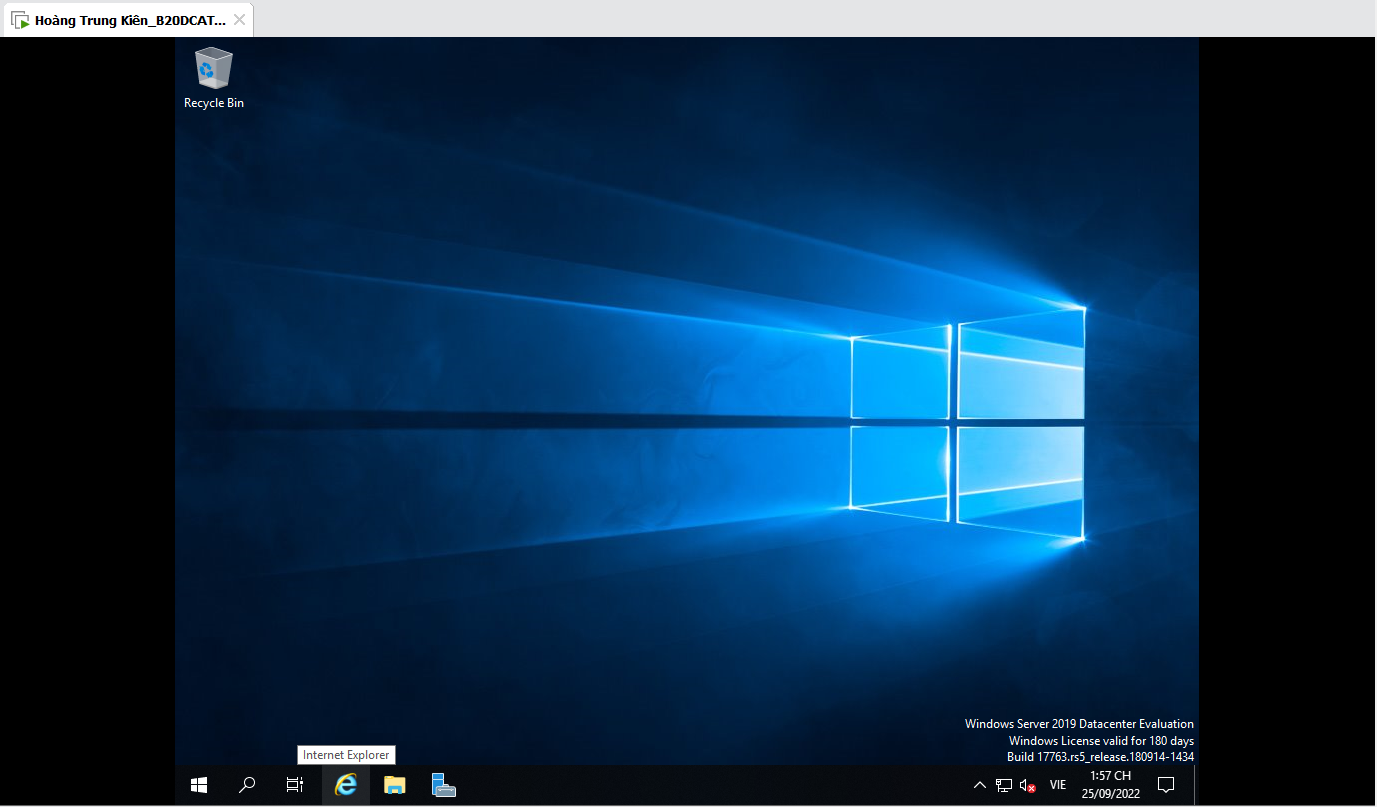 Hoàng Trung Kiên_B20DCAT...
Recycle Bin
Windows Server 2019 Datacenter Evaluation
Windows License valid for 180 days
Build 17763.rs5_release.180914-1434
Internet Explorer
VIE
1:57 CH
25/09/2022